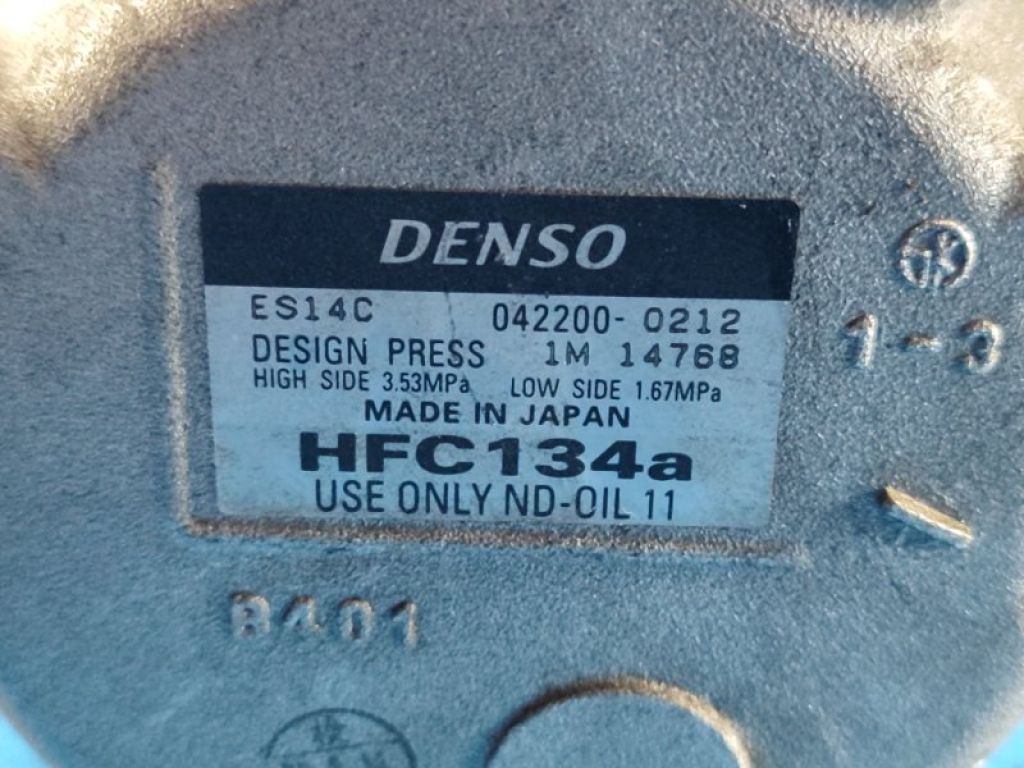 DENSO
ES14C 042200-0212
DESIGN PRESS 1M 14768
HIGH SIDE 3.53MPa LOW SIDE 1.67MPa
MADE IN JAPAN
HFC134a
USE ONLY ND-OIL 11
1-3
8401